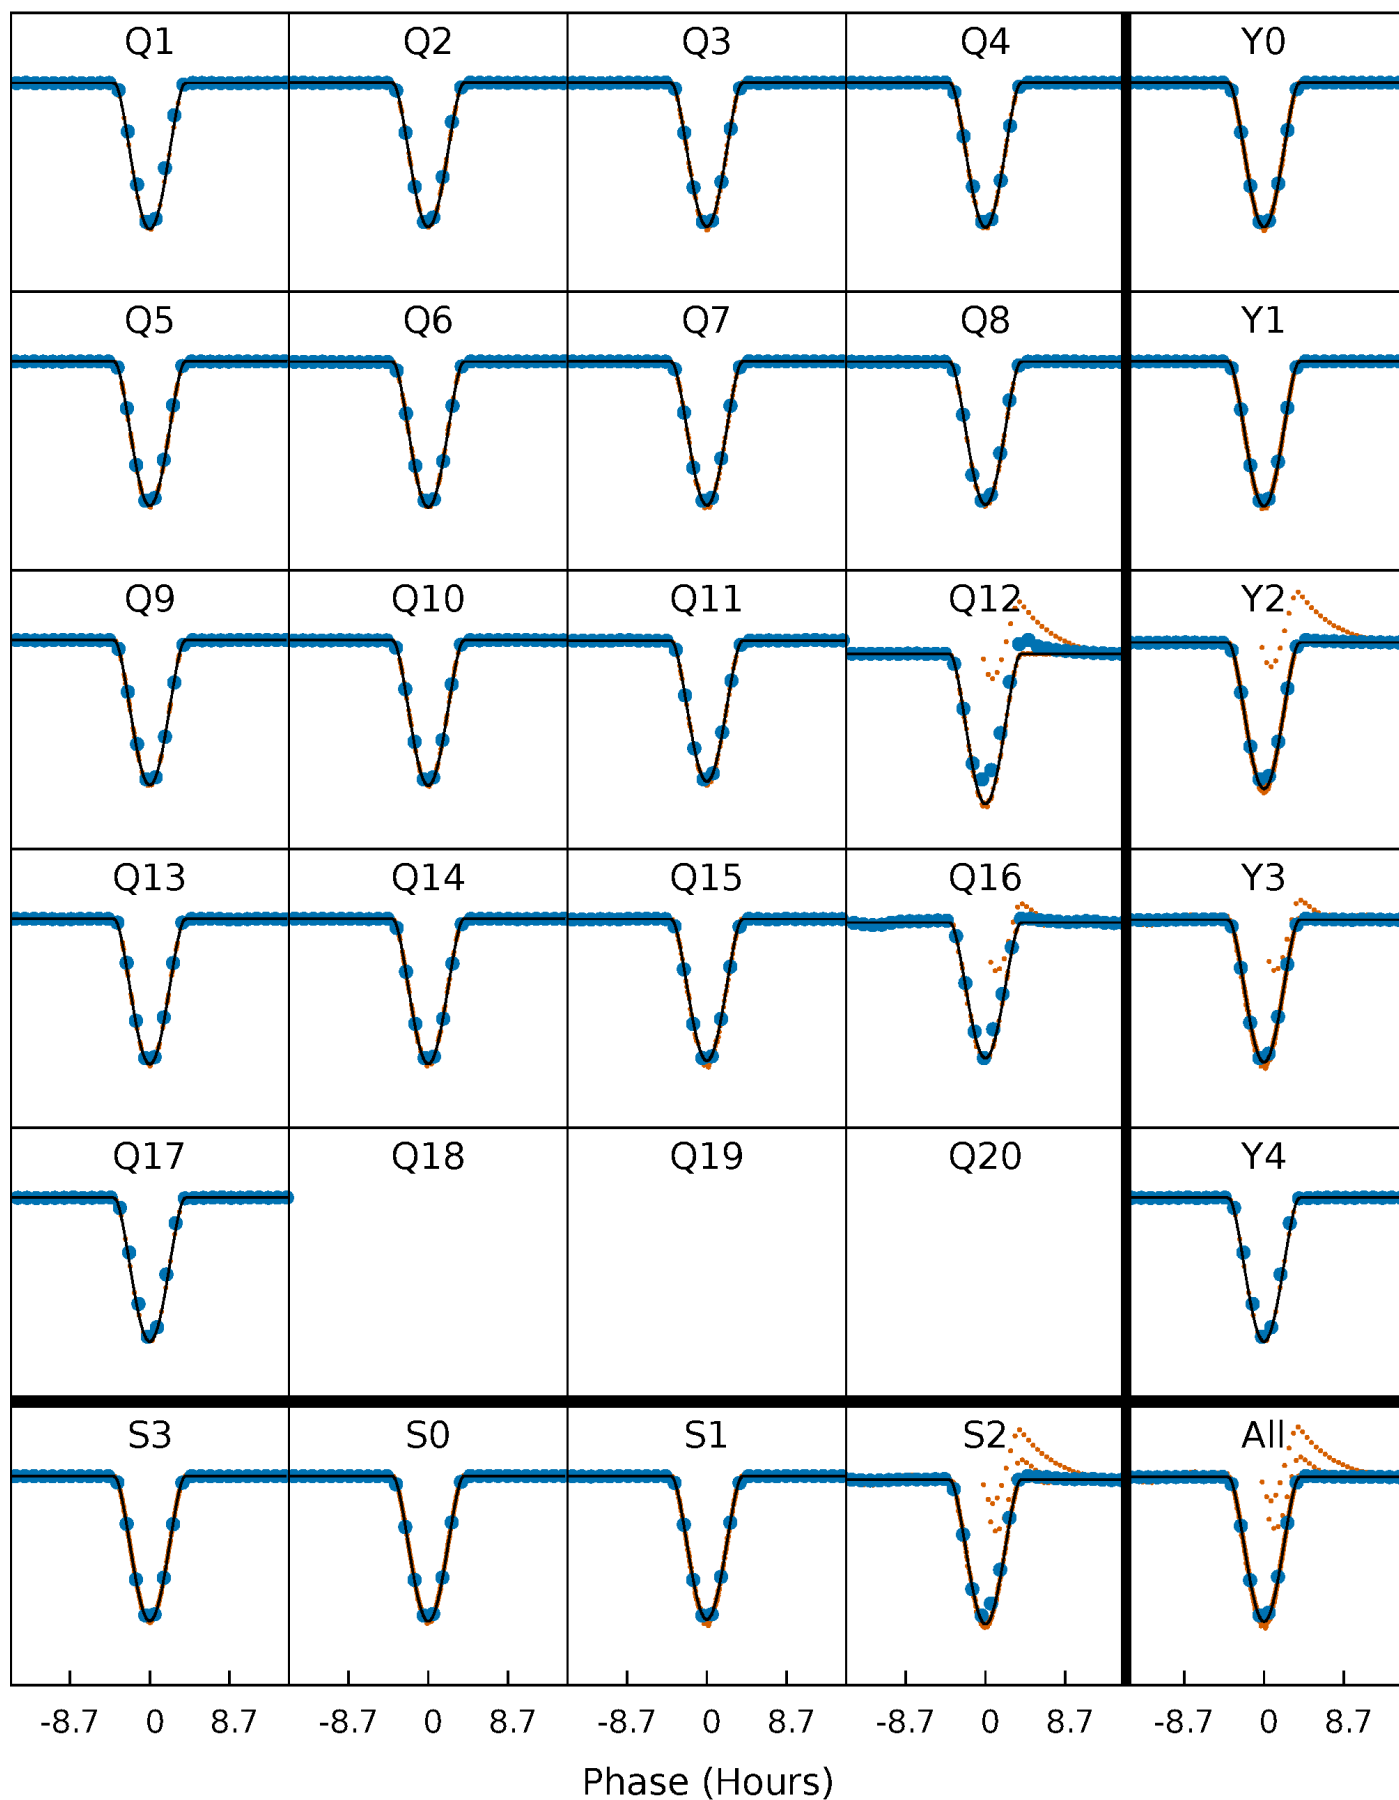 Q1 Q2 Q3 Q4 Y0
Q5 Q6 Q7 Q8 Y1
Q9 Q10 Q11 Q12 Y2
Q13 Q14 Q15 Q16 Y3
Q17 Q18 Q19 Q20 Y4
S3 S0 S1 S2 All
-8.7 0 8.7 -8.7 0 8.7 -8.7 0 8.7 -8.7 0 8.7 -8.7 0 8.7
Phase (Hours)